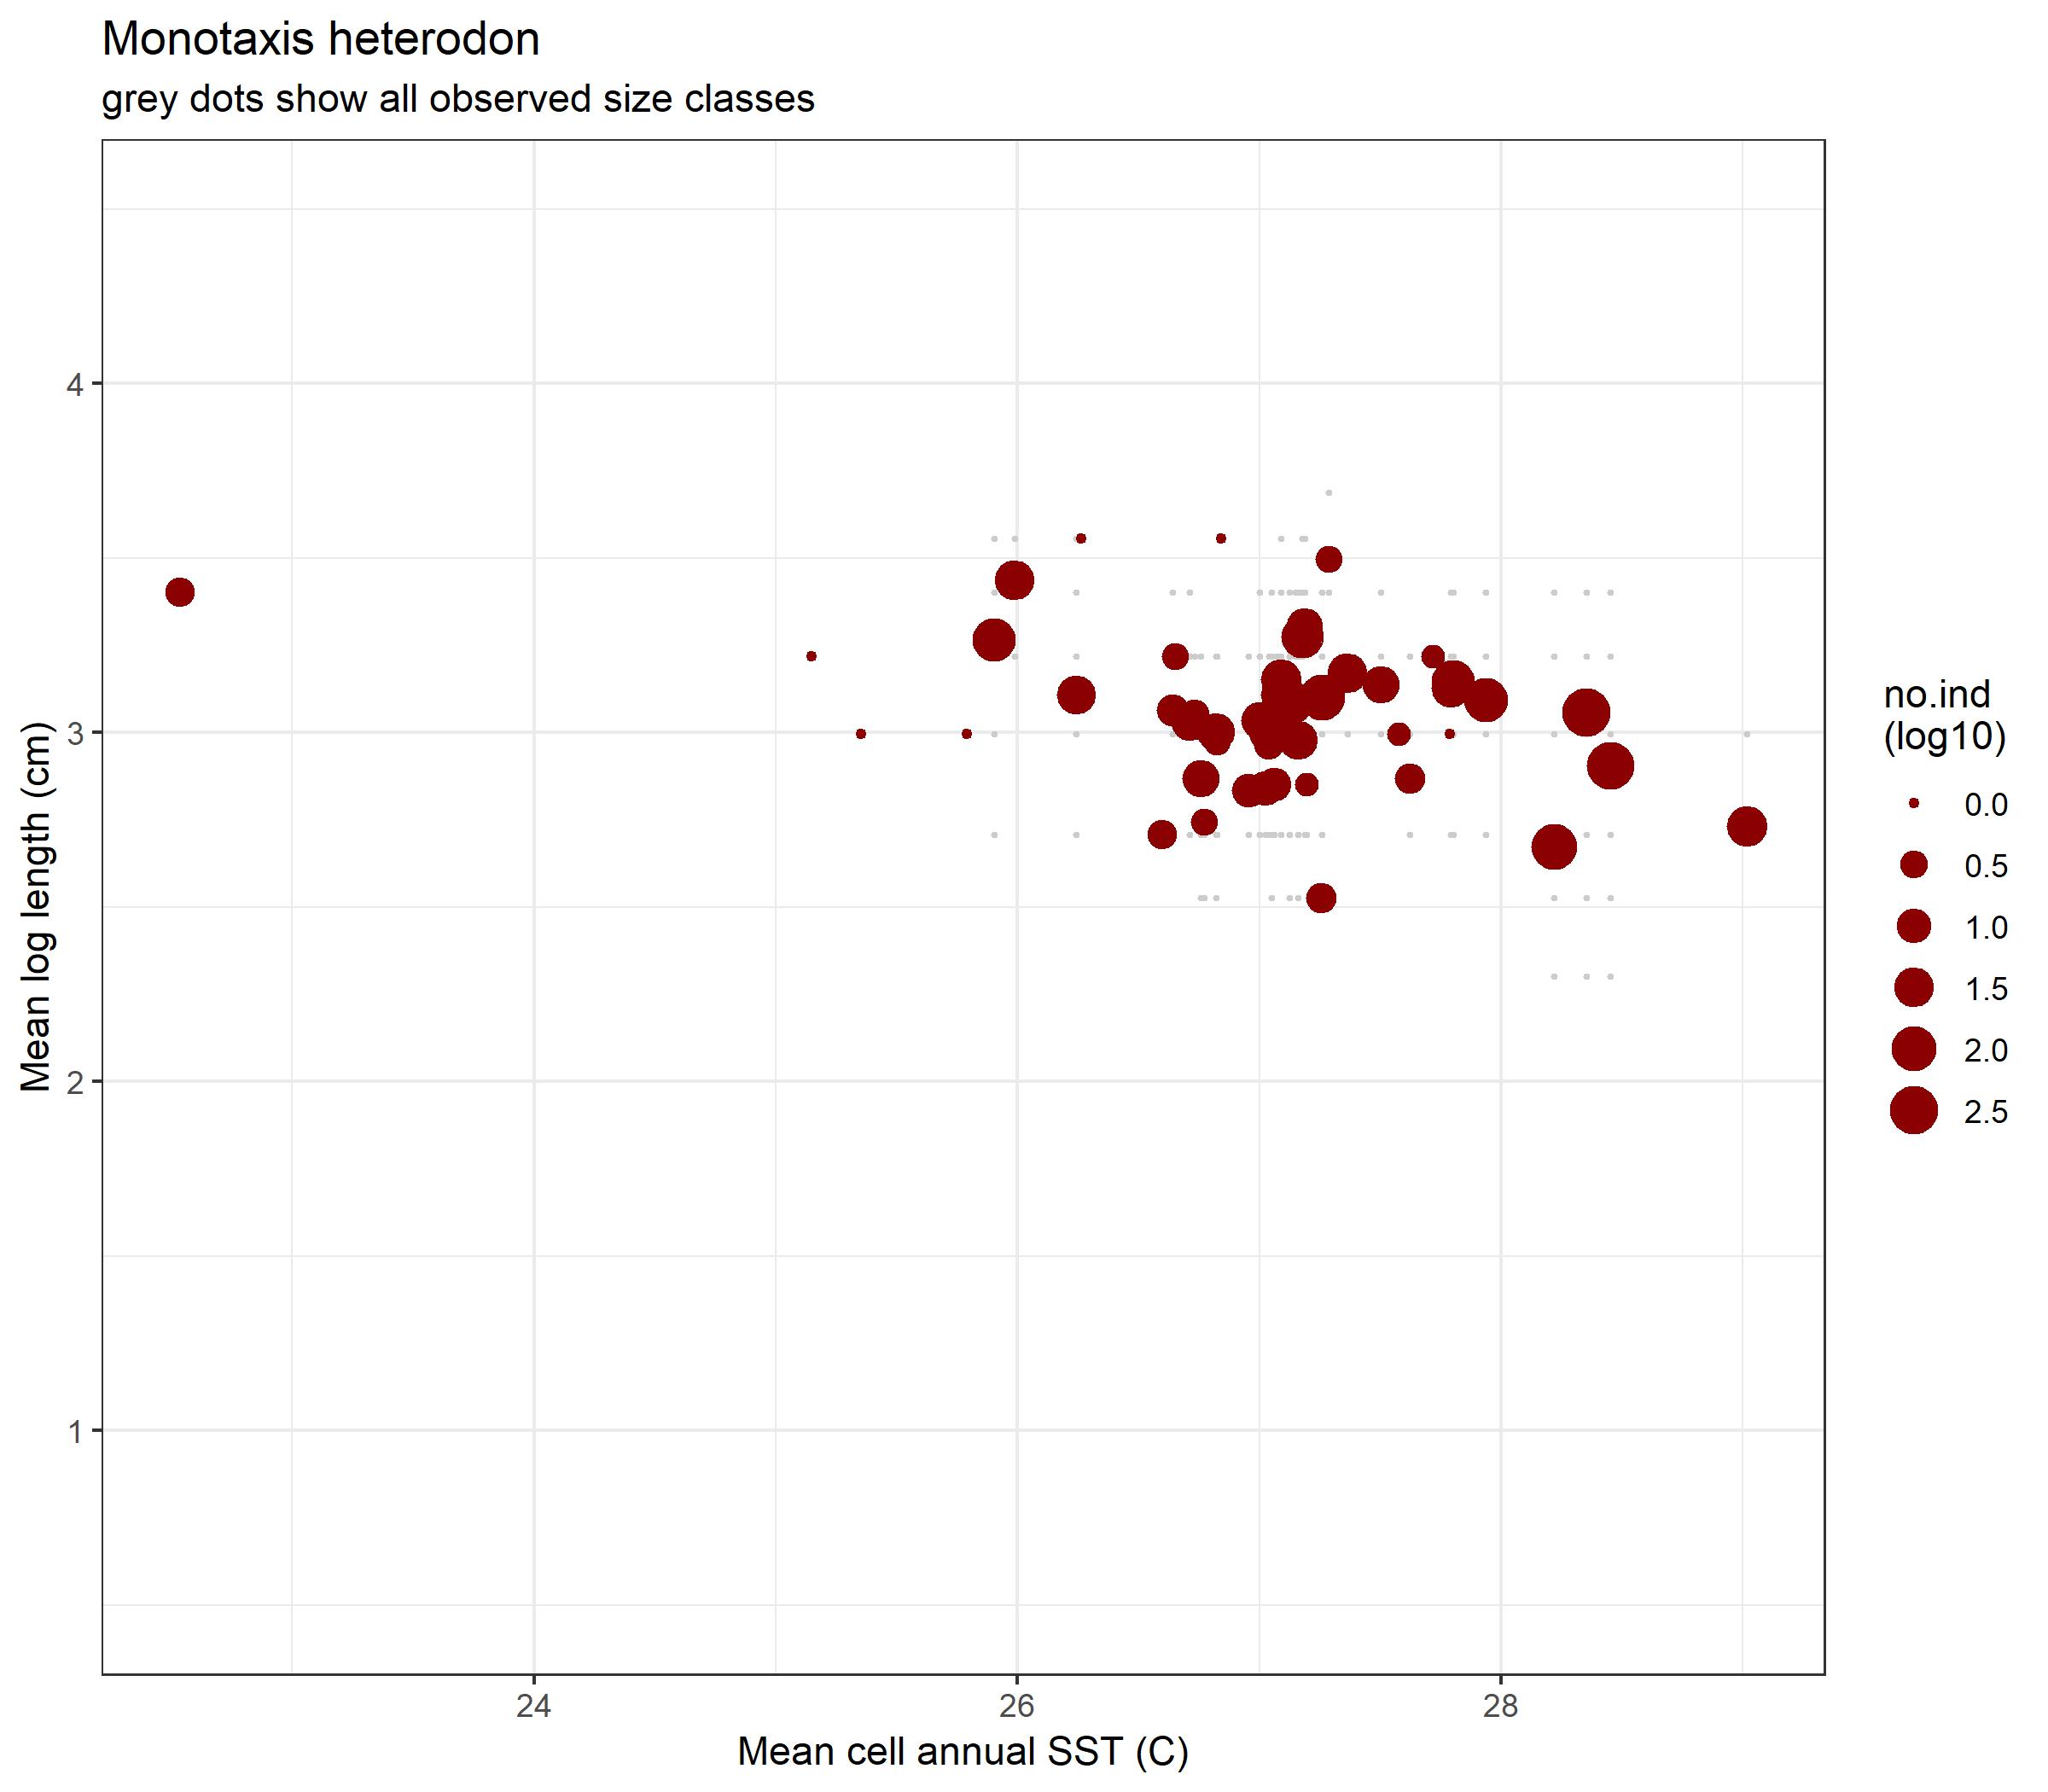 Monotaxis heterodon
grey dots show all observed size classes
4
3
2
1
Mean log length (cm)
24
26
28
Mean cell annual SST (C)
no.ind
(log10)
0.0
0.5
1.0
1.5
2.0
2.5